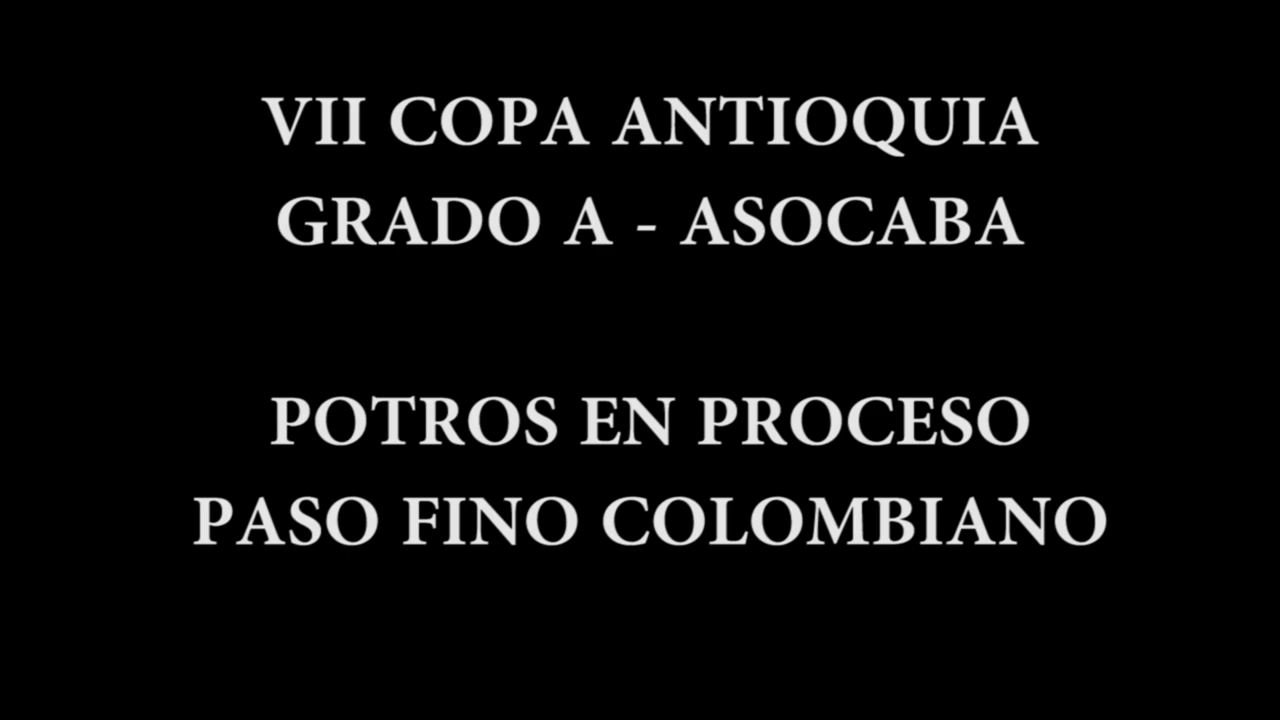 VII COPA ANTIOQUIA
GRADO A - ASOCABA
POTROS EN PROCESO
PASO FINO COLOMBIANO